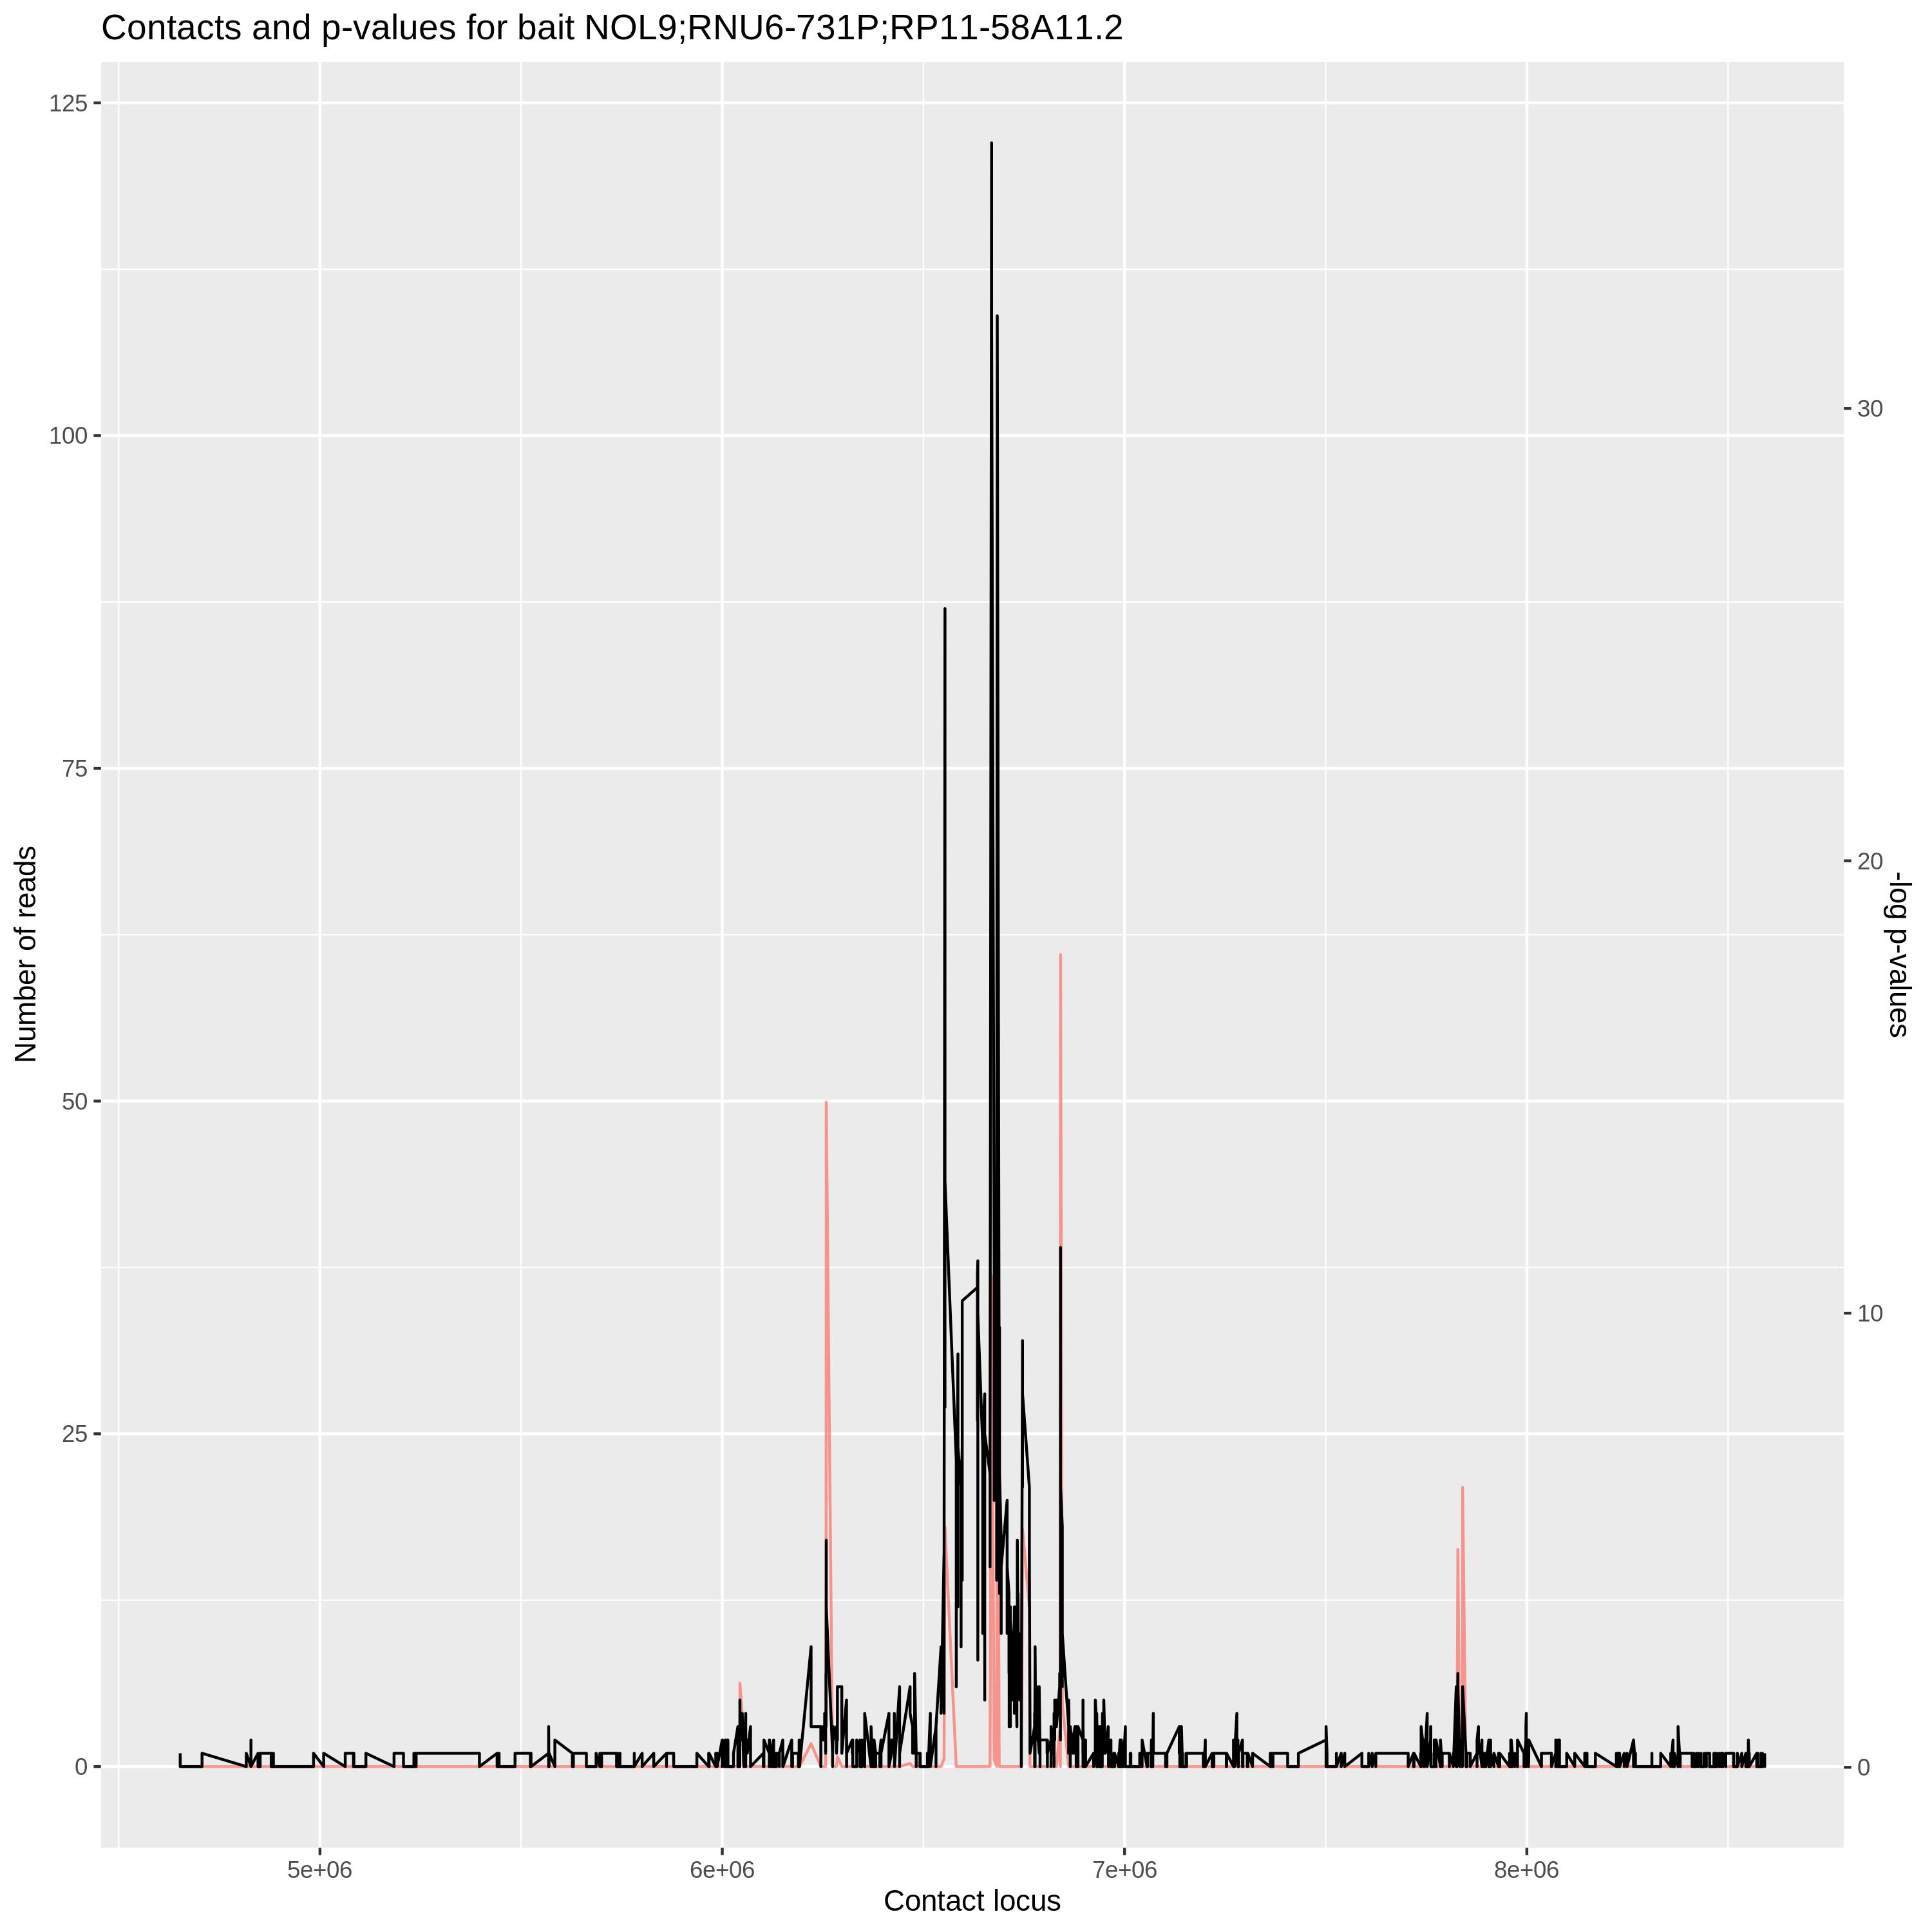 Contacts and p-values for bait NOL9;RNU6-731P;RP11-58A11.2
125
100
75
50
25
0
Number of reads
30
20
10
0
-log p-values
5e+06
6e+06
7e+06
8e+06
Contact locus